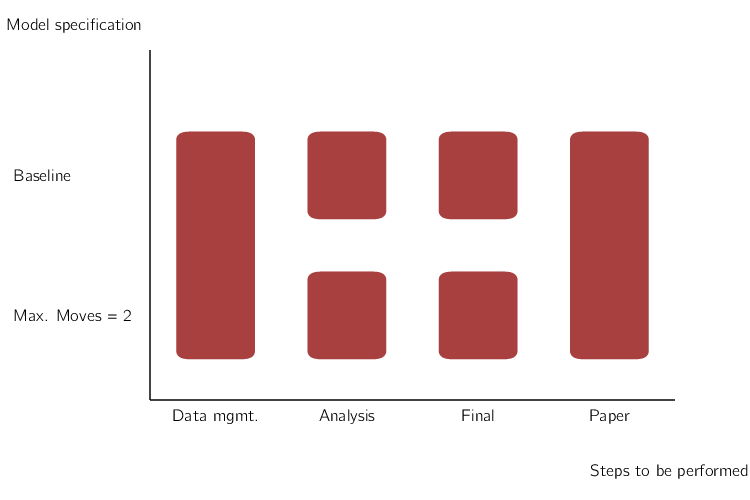 Model specification
Baseline
Max. Moves = 2
Data mgmt.
Analysis
Final
Paper
Steps to be performed